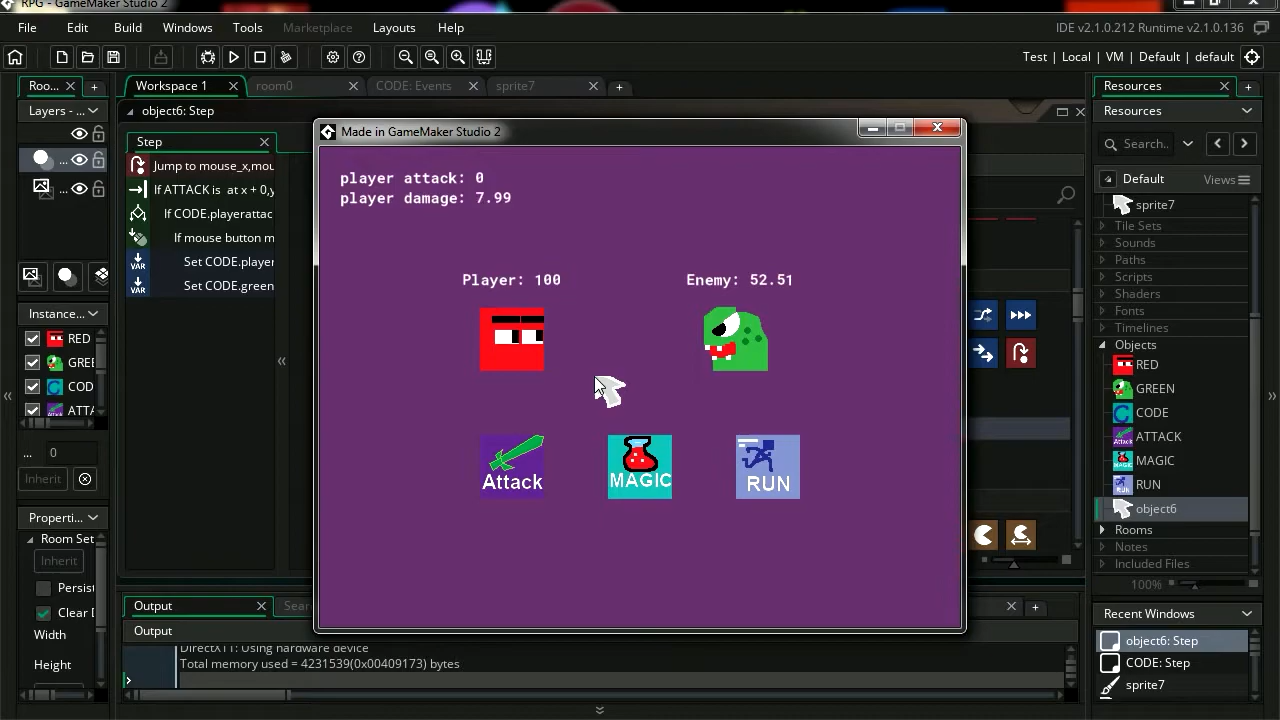 RPG - GameMaker Studio 2
File Edit Build Windows Tools Marketplace Layouts Help
IDE v2.1.0.212 Runtime v2.1.0.136
Test | Local | VM | Default | default
Roo...
Workspace 1
room0
CODE: Events
sprite7
Resources
Layers - ...
object6: Step
Resources
Step
Made in GameMaker Studio 2
Search..
Jump to mouse_x,mou
If ATTACK is at x + 0,y
If CODE.playerattac
If mouse button m
Set CODE.player
Set CODE.green
player attack: 0
player damage: 7.99
Player: 100
Enemy: 52.51
Attack
MAGIC
RUN
Default
Views
sprite7
Tile Sets
Sounds
Paths
Scripts
Shaders
Fonts
Timelines
Objects
RED
GREEN
CODE
ATTACK
MAGIC
RUN
object6
Rooms
Notes
Included Files
100%
Instance...
RED
GREE
COD
ATTA
... 0
Inherit
Properti...
Room Set
Inherit
Persist
Clear D
Width
Height
Output
Sear
Output
DirectX11: Using hardware device
Total memory used = 4231539(0x00409173) bytes
Recent Windows
object6: Step
CODE: Step
sprite7